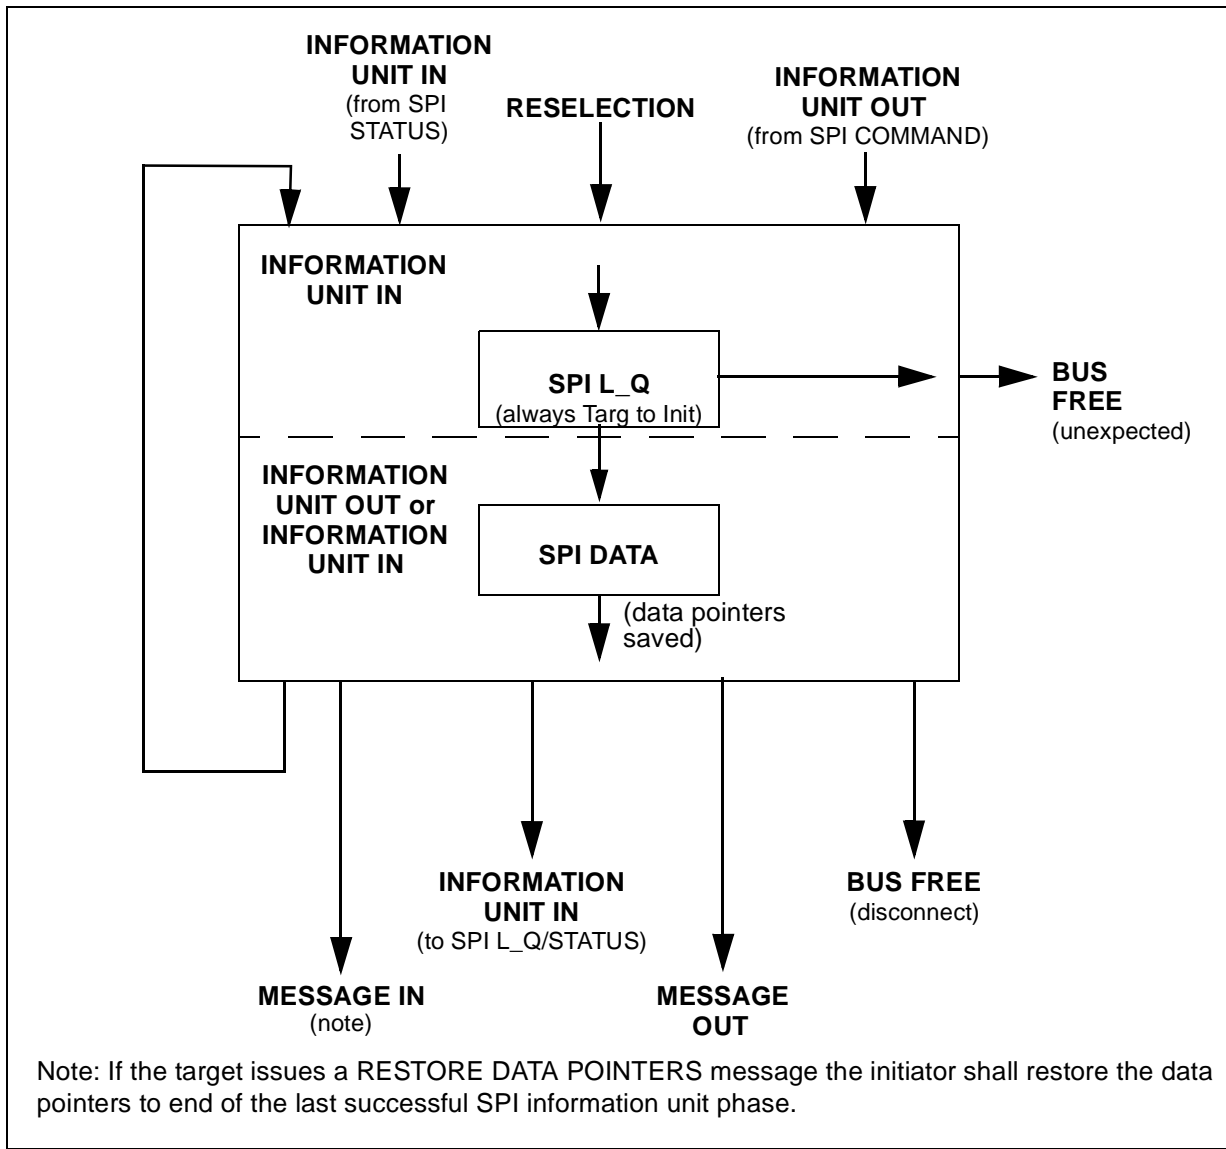 INFORMATION
UNIT IN
(from SPI
STATUS)
RESELECTION
INFORMATION
UNIT OUT
(from SPI COMMAND)
INFORMATION
UNIT IN
SPI L_Q
(always Targ to Init)
BUS
FREE
(unexpected)
INFORMATION
UNIT OUT or
INFORMATION
UNIT IN
SPI DATA
(data pointers
saved)
INFORMATION
UNIT IN
(to SPI L_Q/STATUS)
BUS FREE
(disconnect)
MESSAGE IN
(note)
MESSAGE
OUT
Note: If the target issues a RESTORE DATA POINTERS message the initiator shall restore the data
pointers to end of the last successful SPI information unit phase.